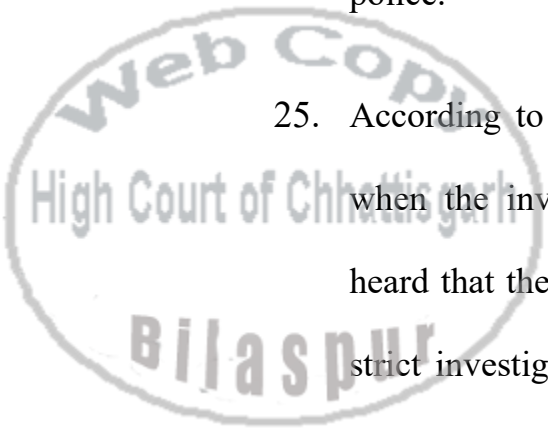 police.
Web Copy
25. According to
High Court of Chhattisgarh
when the inv
heard that the
Bilaspur
strict investig